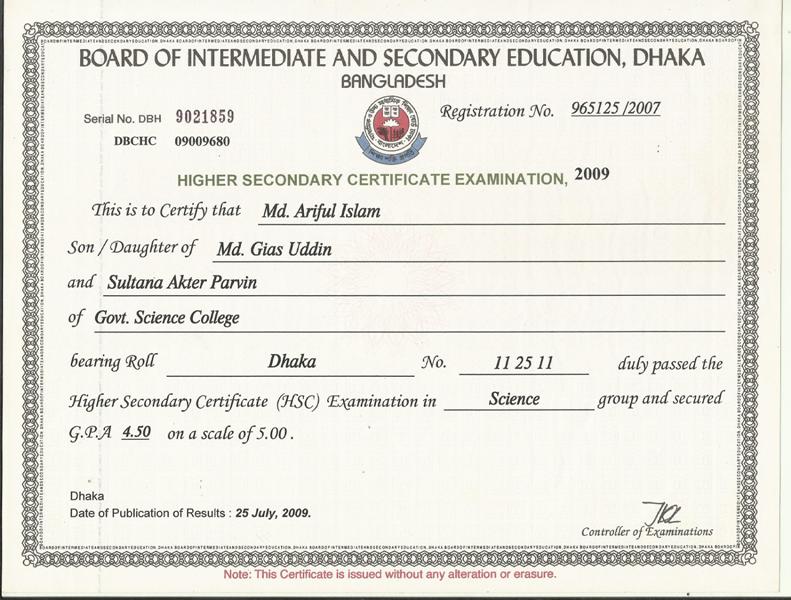 BOARD OF INTERMEDIATE AND SECONDARY EDUCATION, DHAKA
BANGLADESH
Serial No. DBH 9021859
Registration No. 965125 /2007
DBCHC 09009680
HIGHER SECONDARY CERTIFICATE EXAMINATION, 2009
This is to Certify that Md. Ariful Islam
Son / Daughter of Md. Gias Uddin
and Sultana Akter Parvin
of Govt. Science College
bearing Roll Dhaka No. 11 25 11 duly passed the
Higher Secondary Certificate (HSC) Examination in Science group and secured
G.P.A 4.50 on a scale of 5.00 .
Dhaka
Date of Publication of Results : 25 July, 2009.
Controller of Examinations
Note: This Certificate is issued without any alteration or erasure.